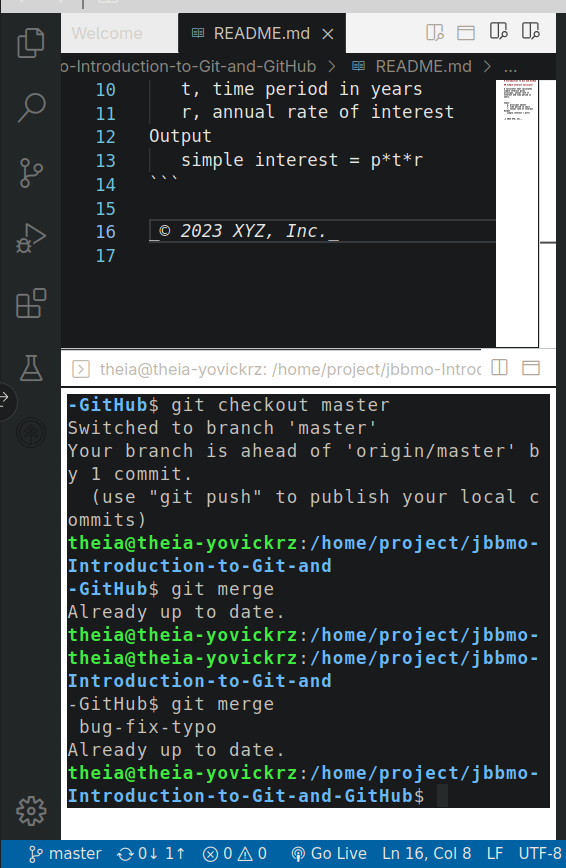 Welcome
README.md ×
o-Introduction-to-Git-and-GitHub > README.md > ...
10 t, time period in years
11 r, annual rate of interest
12 Output
13 simple interest = p*t*r
14 ```
15
16 _© 2023 XYZ, Inc._
17
theia@theia-yovickrz: /home/project/jbbmo-Introd
-GitHub$ git checkout master
Switched to branch 'master'
Your branch is ahead of 'origin/master' b
y 1 commit.
(use "git push" to publish your local c
ommits)
theia@theia-yovickrz:/home/project/jbbmo-
Introduction-to-Git-and
-GitHub$ git merge
Already up to date.
theia@theia-yovickrz:/home/project/jbbmo-
theia@theia-yovickrz:/home/project/jbbmo-
Introduction-to-Git-and
-GitHub$ git merge
bug-fix-typo
Already up to date.
theia@theia-yovickrz:/home/project/jbbmo-
Introduction-to-Git-and-GitHub$
master 0↓ 1↑ 0 0 Go Live Ln 16, Col 8 LF UTF-8